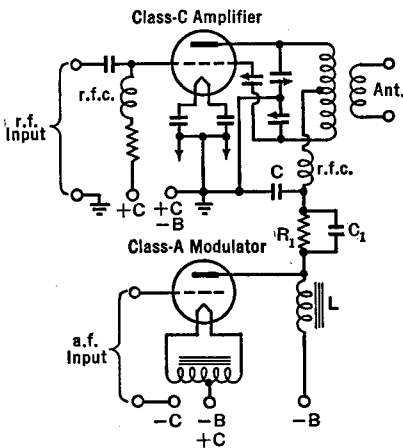 Class-C Amplifier
r.f.
Input
r.f.c.
Ant.
r.f.c.
C
+C
+C
−B
R1
C1
Class-A Modulator
L
a.f.
Input
−C
−B
+C
−B